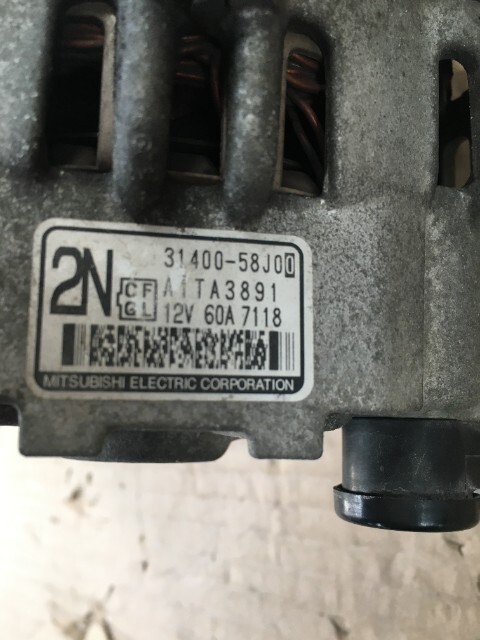 2N 31400-58J00
CF A1TA3891
GL 12V 60A 7118
MITSUBISHI ELECTRIC CORPORATION